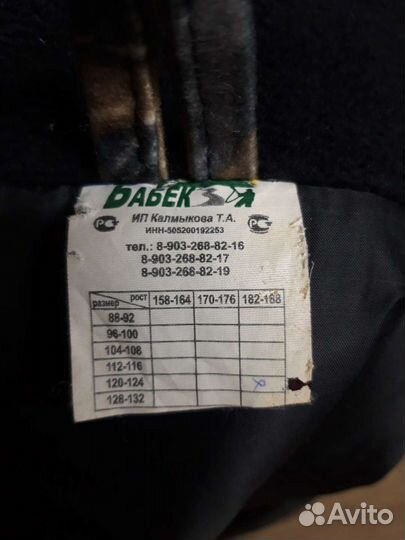 БАБЕК
ИП Калмыкова Т.А.
ИНН-505200192253
тел.: 8-903-268-82-16
8-903-268-82-17
8-903-268-82-19
размер рост 158-164 170-176 182-188
88-92
96-100
104-108
112-116
120-124
128-132
Avito